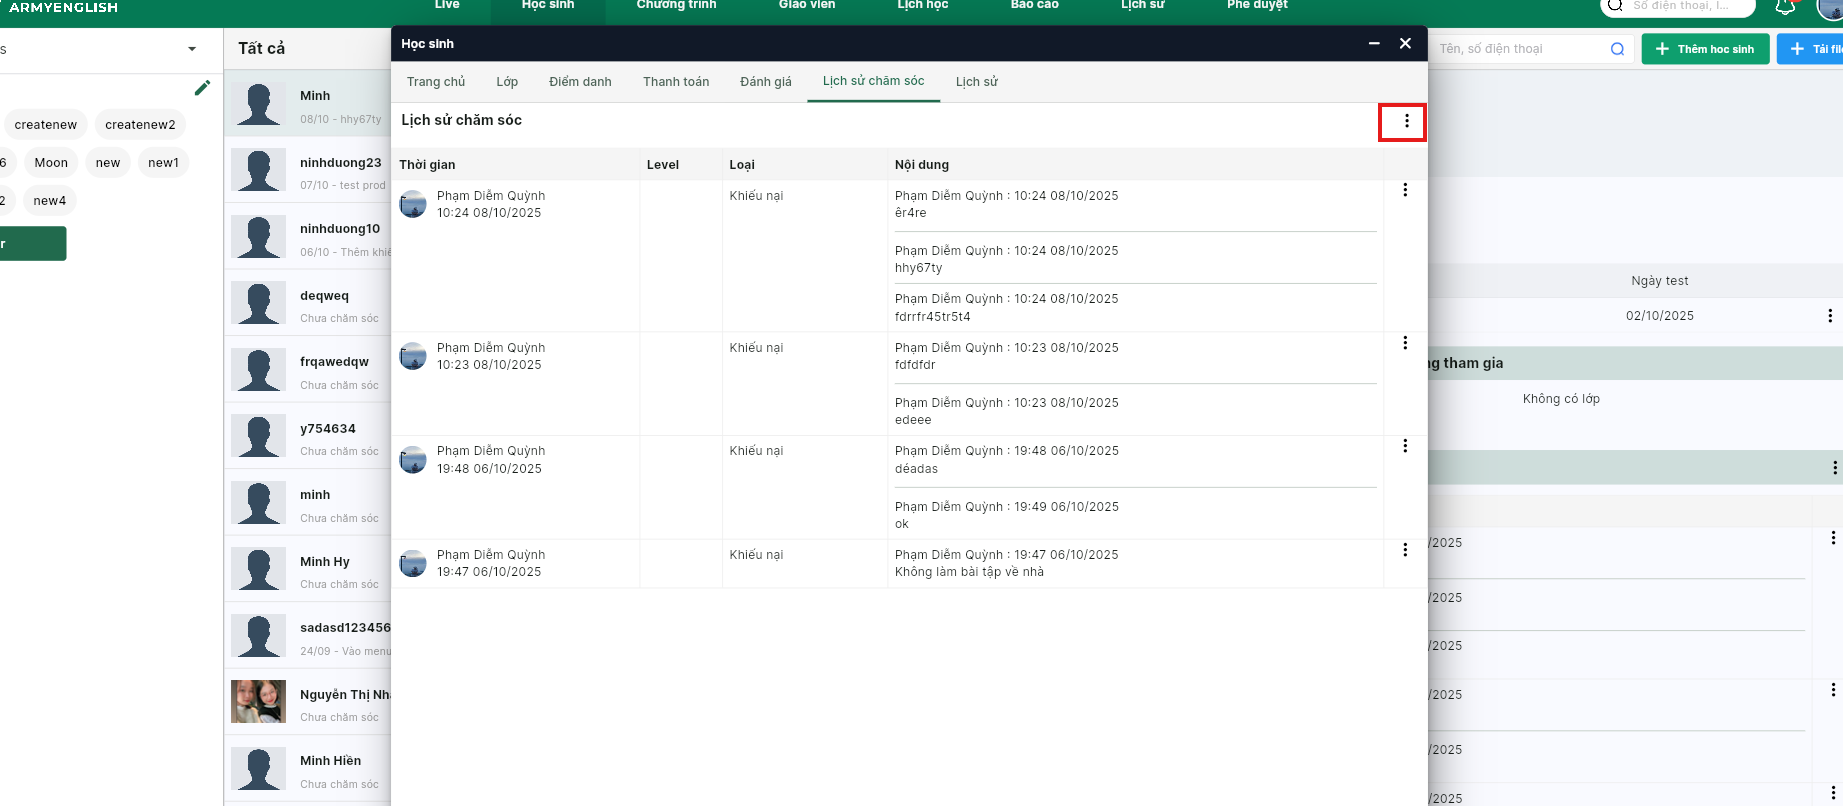 ARMYENGLISH
Live
Học sinh
Chương trình
Giáo viên
Lịch học
Báo cáo
Lịch sử
Phê duyệt
Số điện thoại, I...
s
Tất cả
Học sinh
Tên, số điện thoại
Thêm học sinh
Tải file
Trang chủ
Lớp
Điểm danh
Thanh toán
Đánh giá
Lịch sử chăm sóc
Lịch sử
createnew
createnew2
6
Moon
new
new1
2
new4
r
Minh
08/10 - hhy67ty
ninhduong23
07/10 - test prod
ninhduong10
06/10 - Thêm khiế
deqweq
Chưa chăm sóc
frqawedqw
Chưa chăm sóc
y754634
Chưa chăm sóc
minh
Chưa chăm sóc
Minh Hy
Chưa chăm sóc
sadasd123456
24/09 - Vào menu
Nguyễn Thị Nh
Chưa chăm sóc
Minh Hiền
Chưa chăm sóc
Lịch sử chăm sóc
Thời gian
Level
Loại
Nội dung
Phạm Diễm Quỳnh
10:24 08/10/2025
Khiếu nại
Phạm Diễm Quỳnh : 10:24 08/10/2025
êr4re
Phạm Diễm Quỳnh : 10:24 08/10/2025
hhy67ty
Phạm Diễm Quỳnh : 10:24 08/10/2025
fdrrfr45tr5t4
Phạm Diễm Quỳnh
10:23 08/10/2025
Khiếu nại
Phạm Diễm Quỳnh : 10:23 08/10/2025
fdfdfdr
Phạm Diễm Quỳnh : 10:23 08/10/2025
edeee
Phạm Diễm Quỳnh
19:48 06/10/2025
Khiếu nại
Phạm Diễm Quỳnh : 19:48 06/10/2025
déadas
Phạm Diễm Quỳnh : 19:49 06/10/2025
ok
Phạm Diễm Quỳnh
19:47 06/10/2025
Khiếu nại
Phạm Diễm Quỳnh : 19:47 06/10/2025
Không làm bài tập về nhà
Ngày test
02/10/2025
ng tham gia
Không có lớp
/2025
/2025
/2025
/2025
/2025
/2025